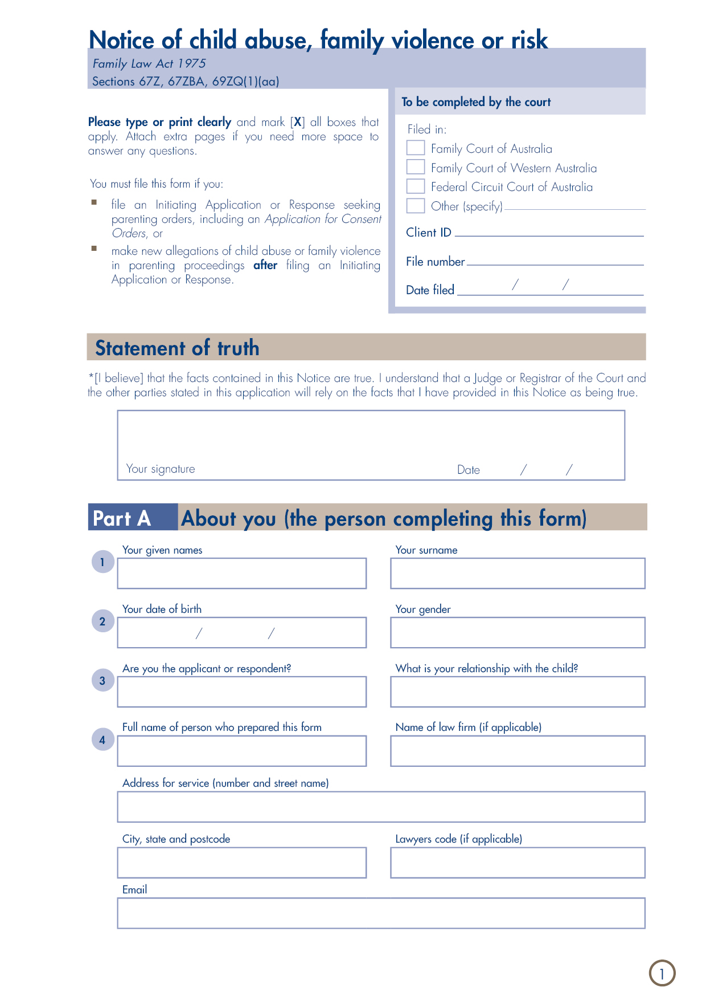 Notice of child abuse, family violence or risk
Family Law Act 1975
Sections 67Z, 67ZBA, 69ZQ(1)(aa)
Please type or print clearly and mark [X] all boxes that
apply. Attach extra pages if you need more space to
answer any questions.
You must file this form if you:
▪ file an Initiating Application or Response seeking
parenting orders, including an Application for Consent
Orders, or
▪ make new allegations of child abuse or family violence
in parenting proceedings after filing an Initiating
Application or Response.
To be completed by the court
Filed in:
Family Court of Australia
Family Court of Western Australia
Federal Circuit Court of Australia
Other (specify)
Client ID
File number
Date filed / /
Statement of truth
*[I believe] that the facts contained in this Notice are true. I understand that a Judge or Registrar of the Court and
the other parties stated in this application will rely on the facts that I have provided in this Notice as being true.
Your signature Date / /
Part A About you (the person completing this form)
1 Your given names Your surname
2 Your date of birth Your gender
/ /
3 Are you the applicant or respondent? What is your relationship with the child?
4 Full name of person who prepared this form Name of law firm (if applicable)
Address for service (number and street name)
City, state and postcode Lawyers code (if applicable)
Email
1